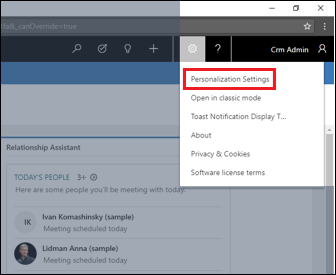 1fal&_canOverride=true
?
Crm Admin
Personalization Settings
Open in classic mode
Toast Notification Display T...
About
Privacy & Cookies
Software license terms
Relationship Assistant
TODAY'S PEOPLE 3+
Here are some people you'll be meeting with today.
IK
Ivan Komashinsky (sample)
Meeting scheduled today
Lidman Anna (sample)
Meeting scheduled today